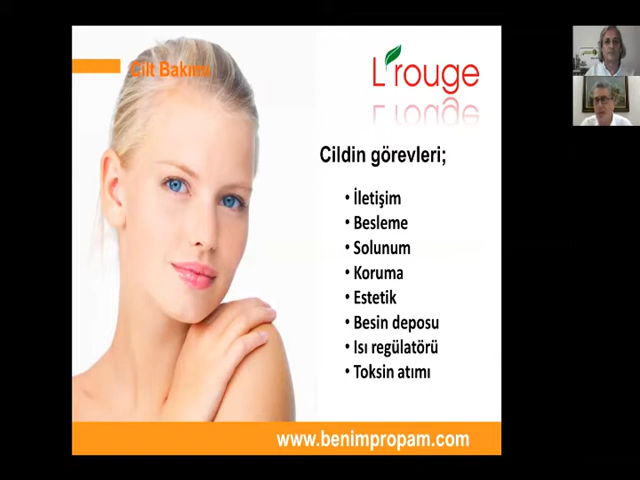 Cilt Bakımı
L'rouge
Cildin görevleri;
• İletişim
• Besleme
• Solunum
• Koruma
• Estetik
• Besin deposu
• Isı regülatörü
• Toksin atımı
www.benimpropam.com